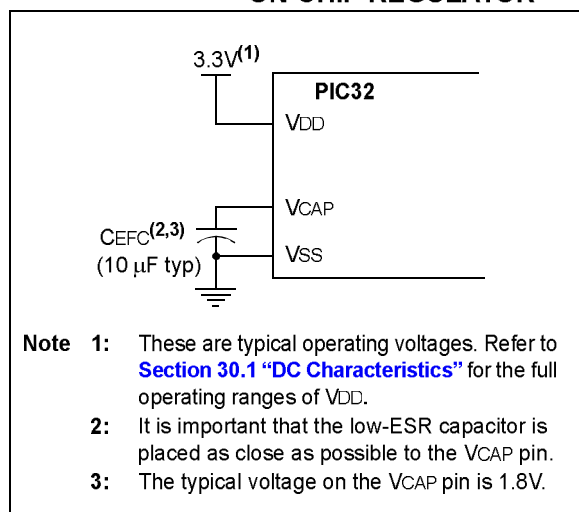 3.3V(1)
PIC32
VDD
VCAP
CEFC(2,3)
(10 μF typ)
VSS
Note 1: These are typical operating voltages. Refer to
Section 30.1 “DC Characteristics” for the full
operating ranges of VDD.
2: It is important that the low-ESR capacitor is
placed as close as possible to the VCAP pin.
3: The typical voltage on the VCAP pin is 1.8V.